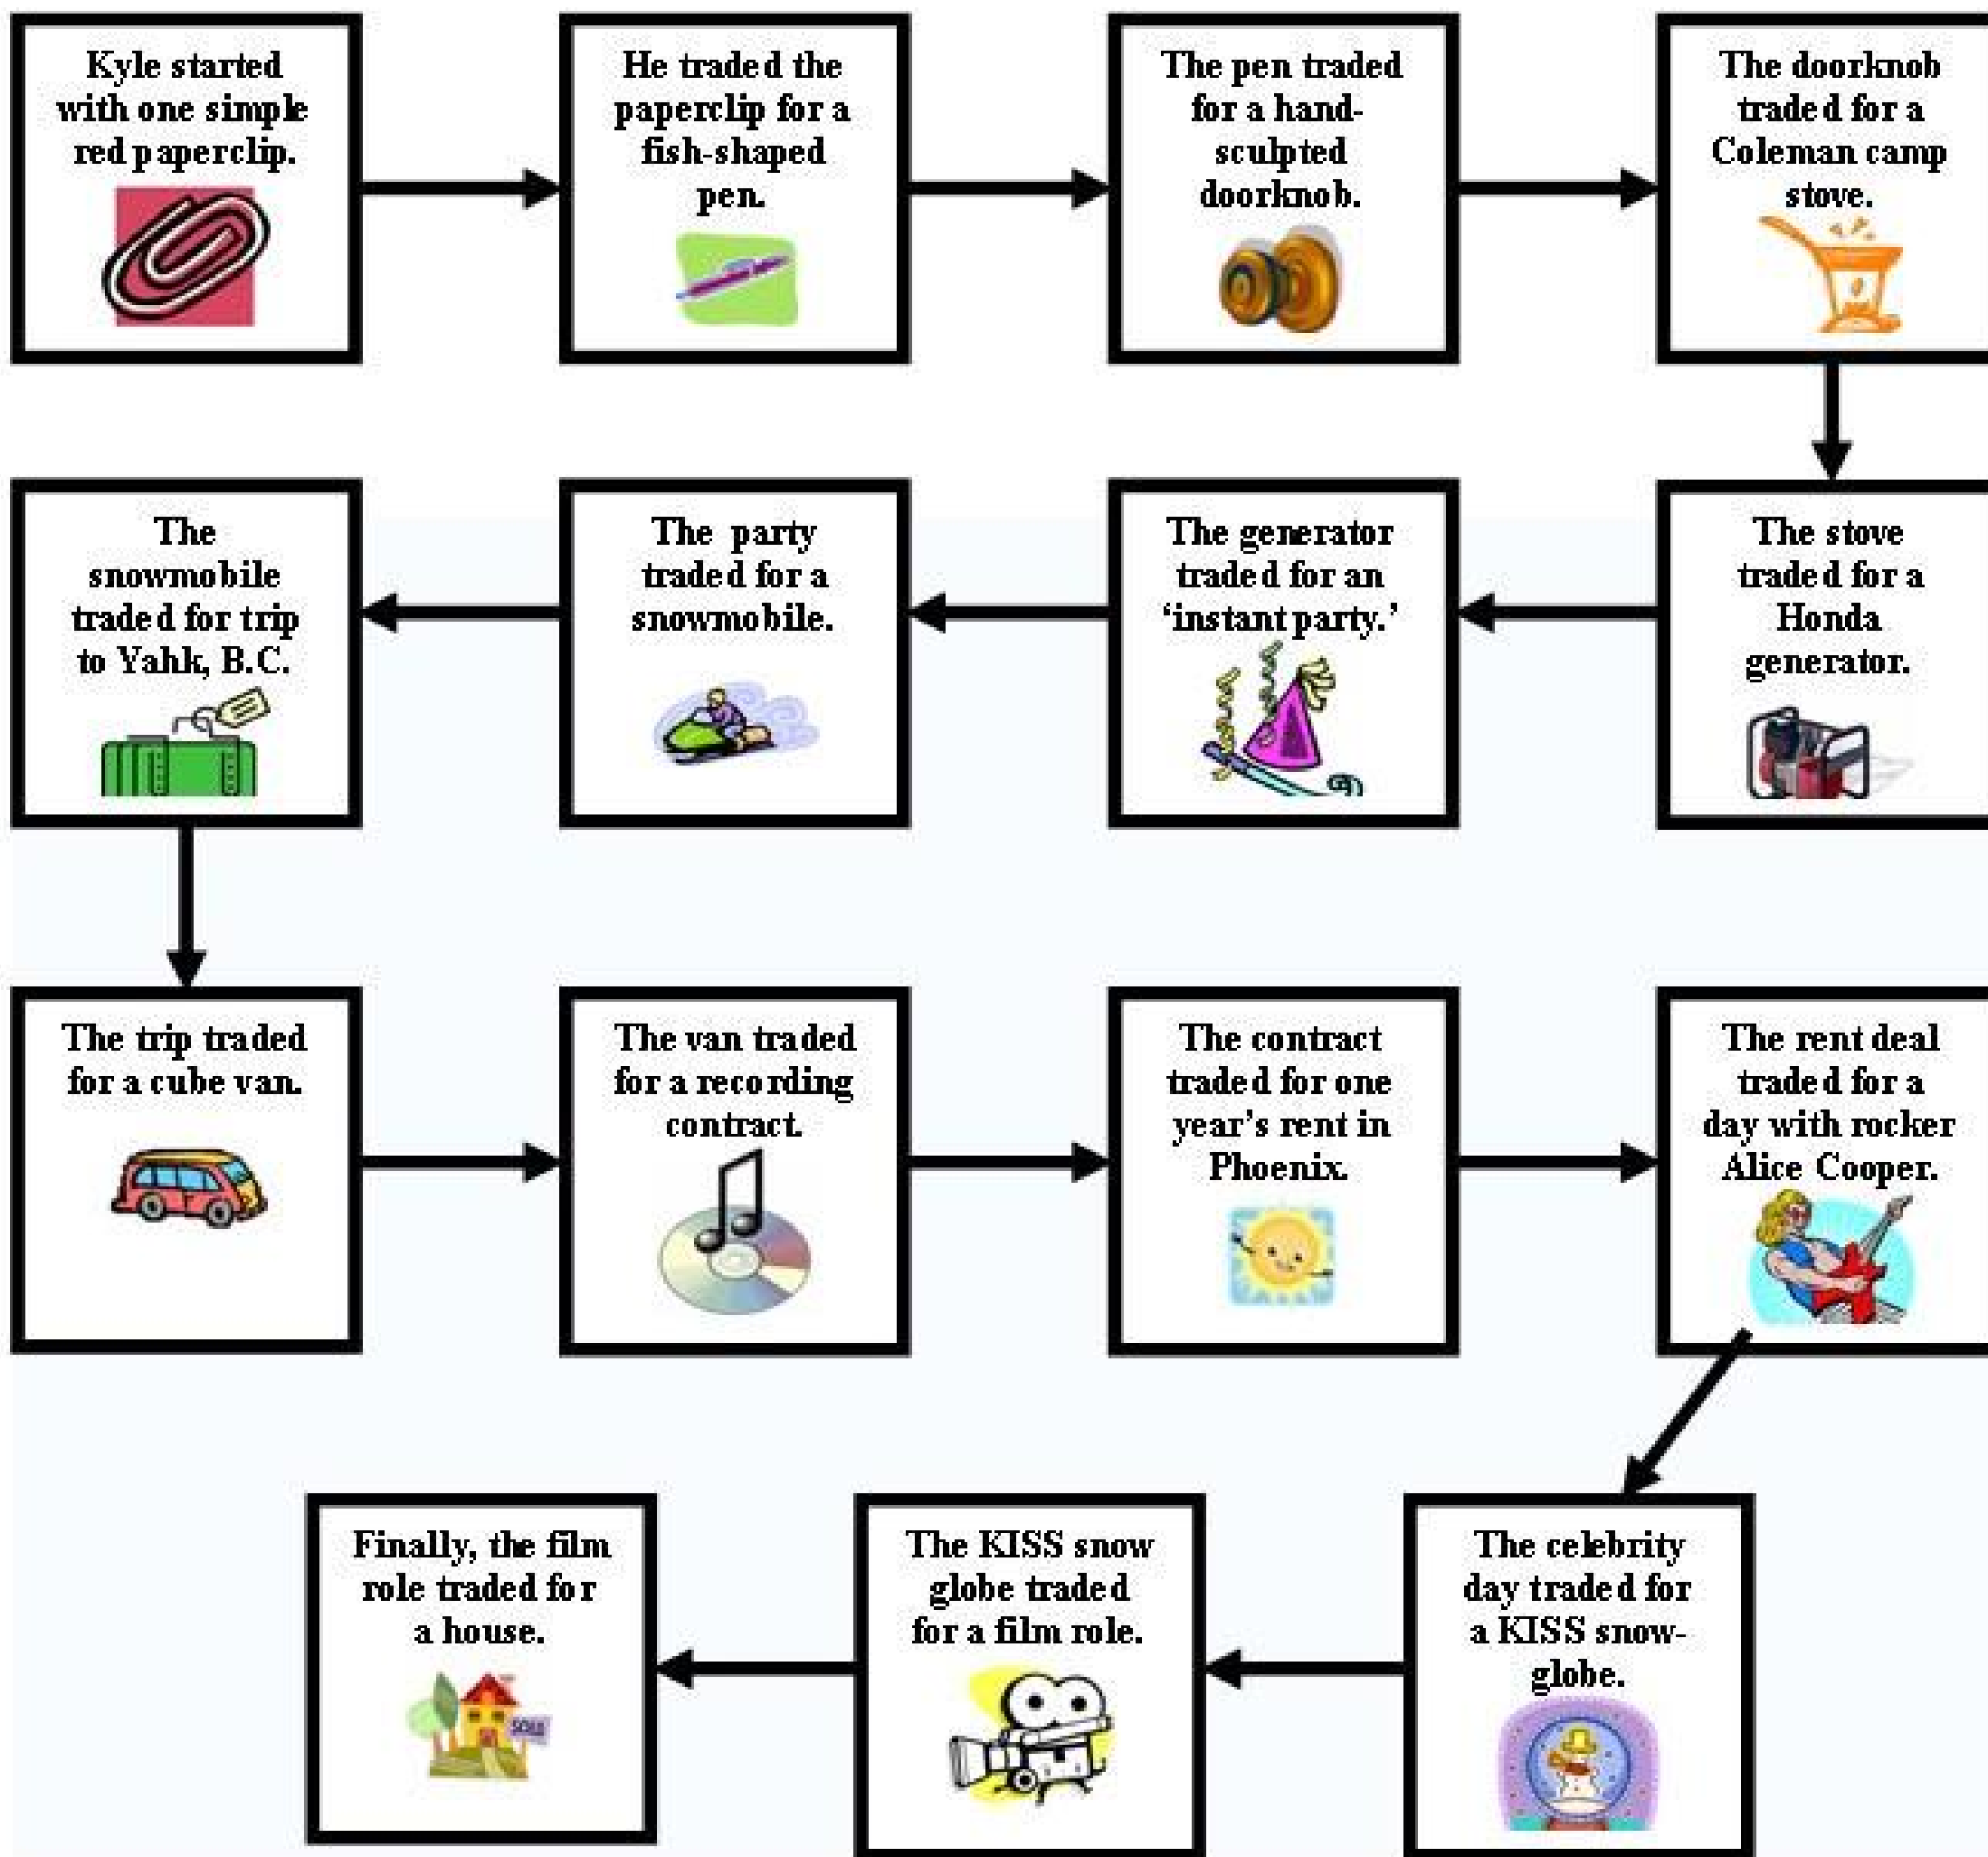 Kyle started
with one simple
red paperclip.
He traded the
paperclip for a
fish-shaped
pen.
The pen traded
for a hand-
sculpted
doorknob.
The doorknob
traded for a
Coleman camp
stove.
The stove
traded for a
Honda
generator.
The generator
traded for an
‘instant party.’
The party
traded for a
snowmobile.
The
snowmobile
traded for trip
to Yahk, B.C.
The trip traded
for a cube van.
The van traded
for a recording
contract.
The contract
traded for one
year’s rent in
Phoenix.
The rent deal
traded for a
day with rocker
Alice Cooper.
The celebrity
day traded for
a KISS snow-
globe.
The KISS snow
globe traded
for a film role.
Finally, the film
role traded for
a house.
SOLD